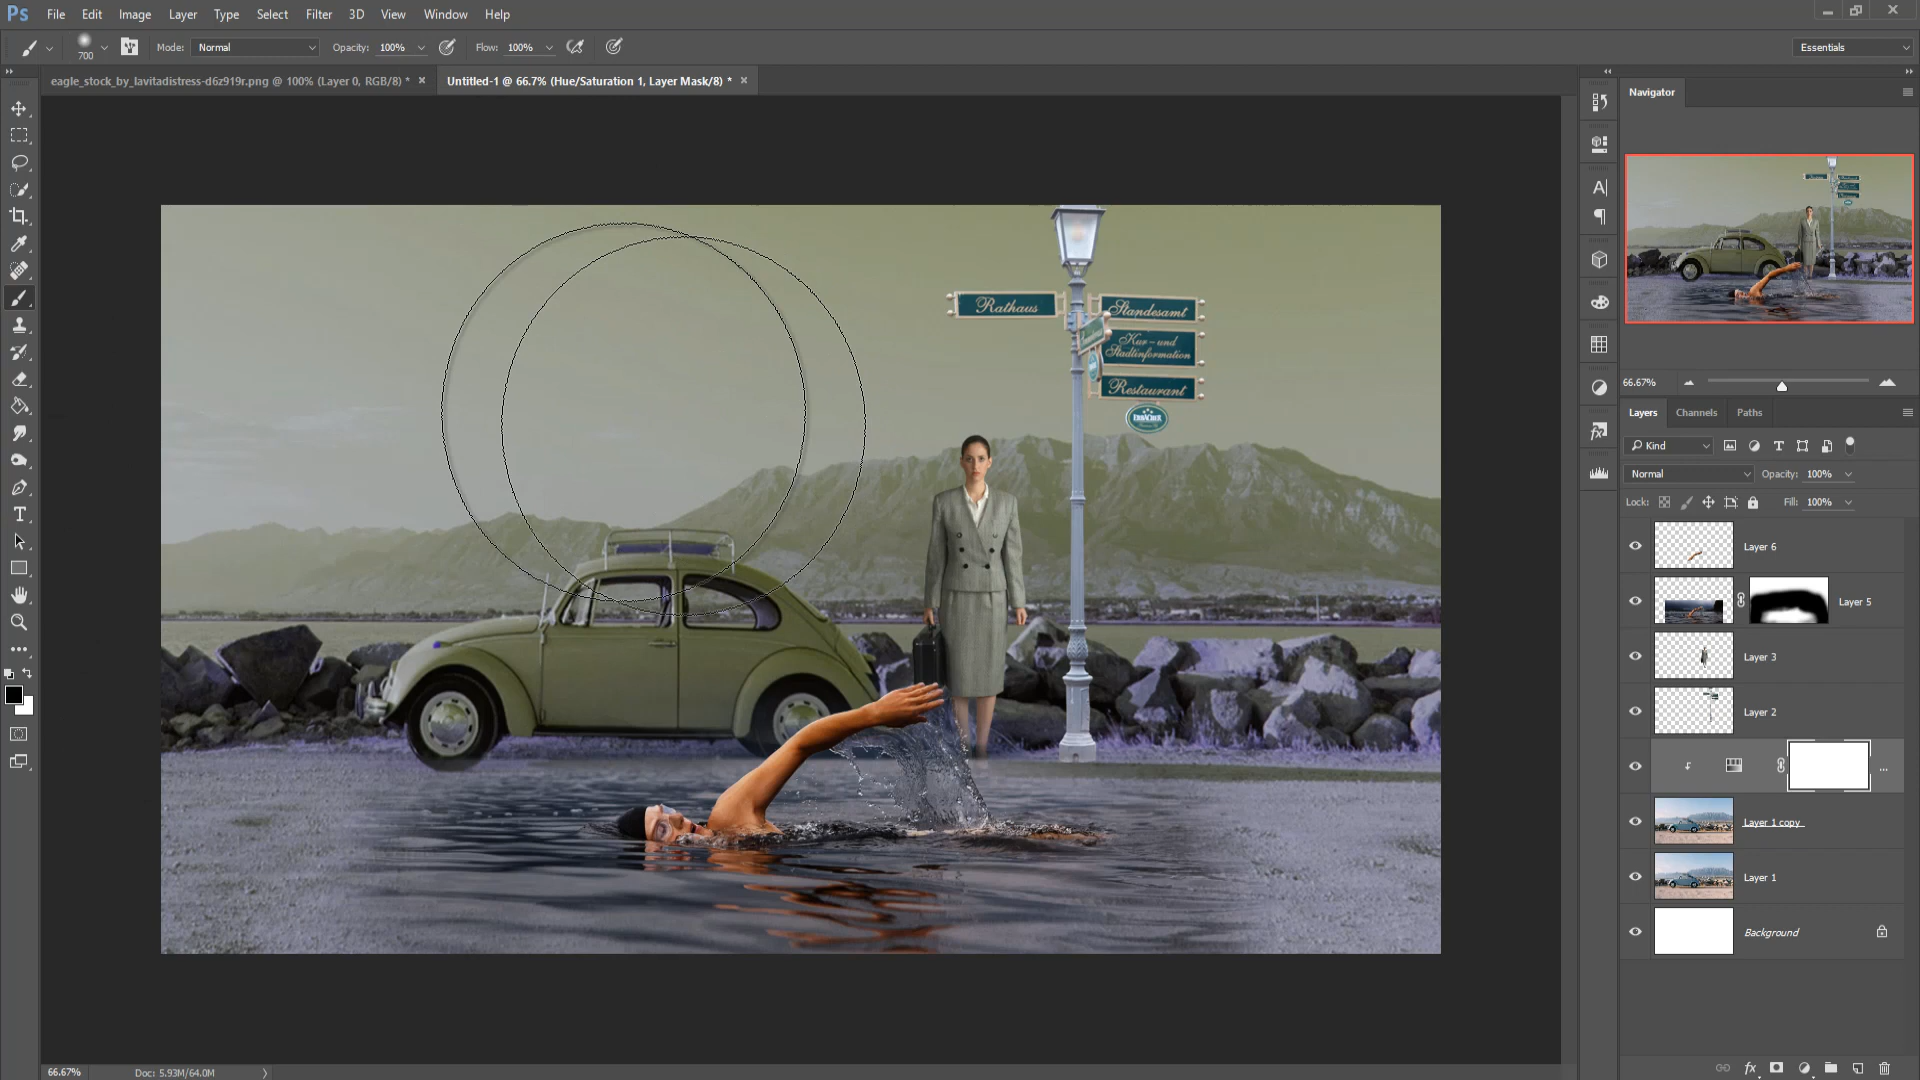 Ps File Edit Image Layer Type Select Filter 3D View Window Help
700 Mode: Normal Opacity: 100% Flow: 100% Essentials
eagle_stock_by_lavitadistress-d6z919r.png @ 100% (Layer 0, RGB/8) * × Untitled-1 @ 66.7% (Hue/Saturation 1, Layer Mask/8) * ×
Navigator
Rathaus
Standesamt
Kur - und
Stadtinformation
Restaurant
ERBACHER
66.67%
Layers Channels Paths
Kind
Normal Opacity: 100%
Lock: Fill: 100%
Layer 6
Layer 5
Layer 3
Layer 2
...
Layer 1 copy
Layer 1
Background
66.67% Doc: 5.93M/64.0M